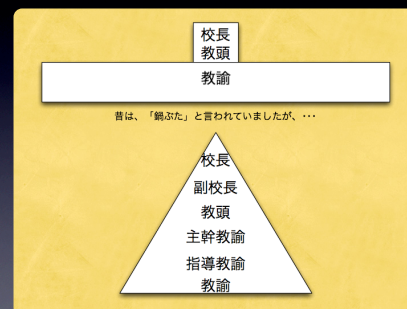 校長
教頭
教諭
昔は、「鍋ぶた」と言われていましたが、･･･
校長
副校長
教頭
主幹教諭
指導教諭
教諭